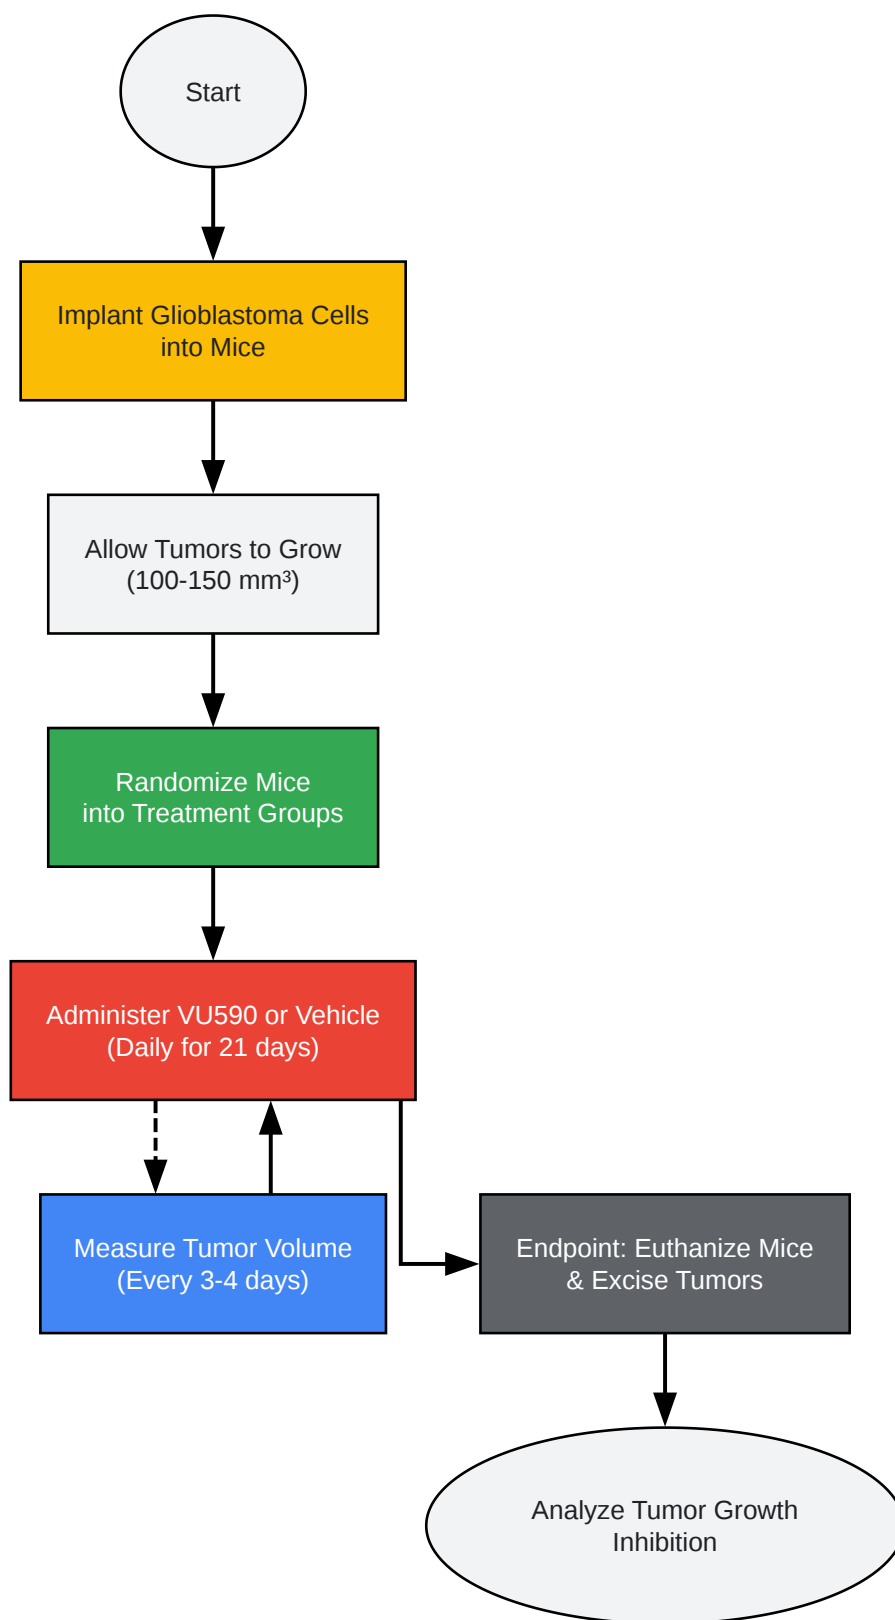 Start
Implant Glioblastoma Cells
into Mice
Allow Tumors to Grow
(100-150 mm³)
Randomize Mice
into Treatment Groups
Administer VU590 or Vehicle
(Daily for 21 days)
Measure Tumor Volume
(Every 3-4 days)
Endpoint: Euthanize Mice
& Excise Tumors
Analyze Tumor Growth
Inhibition